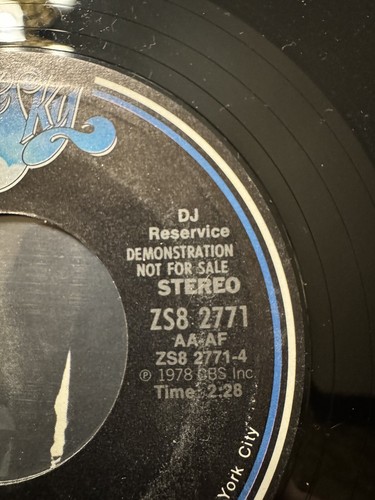 DJ
Reservice
DEMONSTRATION
NOT FOR SALE
STEREO
ZS8 2771
AA-AF
ZS8 2771-4
℗ 1978 CBS Inc.
Time 2:28
York City